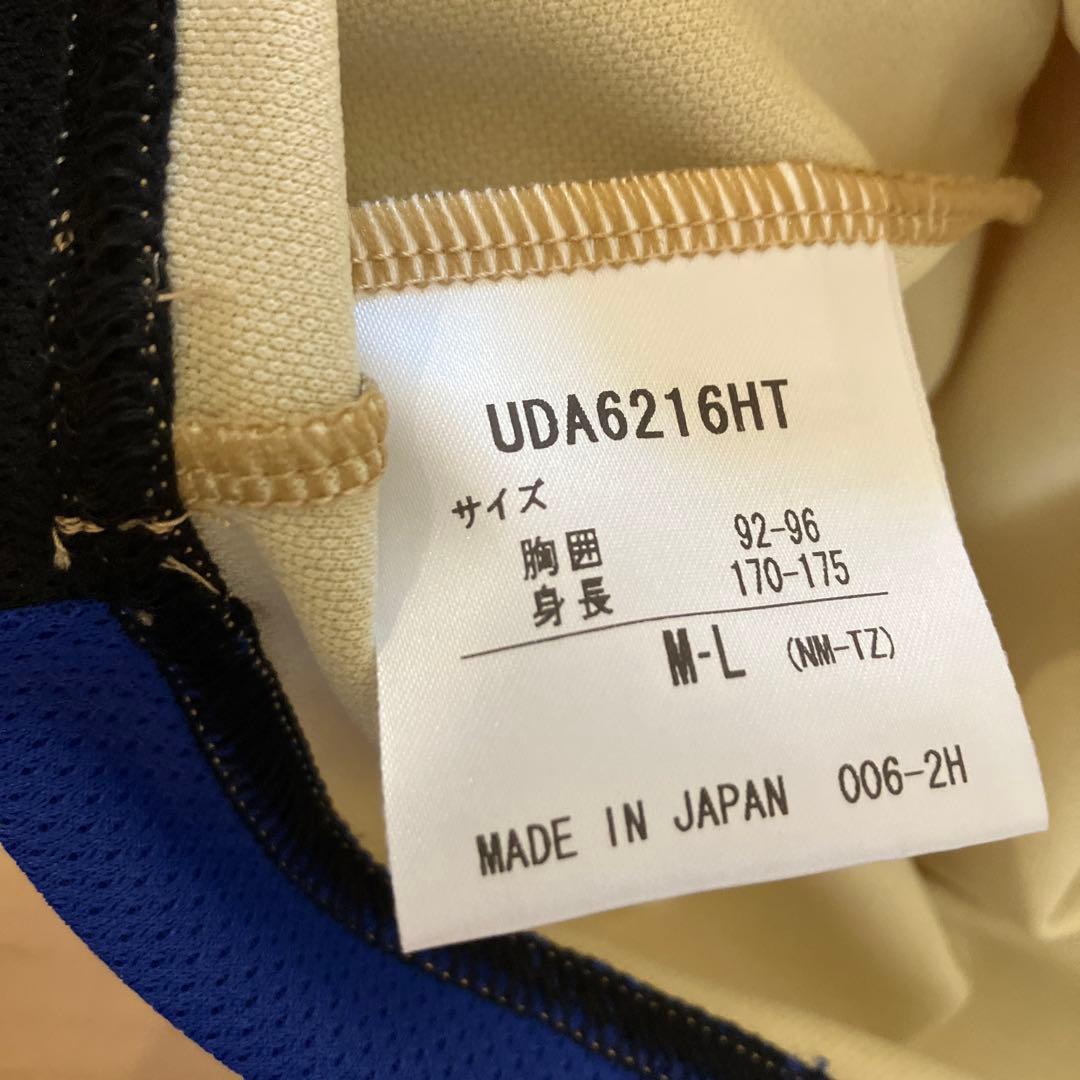 UDA6216HT
サイズ
胸囲 92-96
身長 170-175
M-L (NM-TZ)
MADE IN JAPAN 006-2H